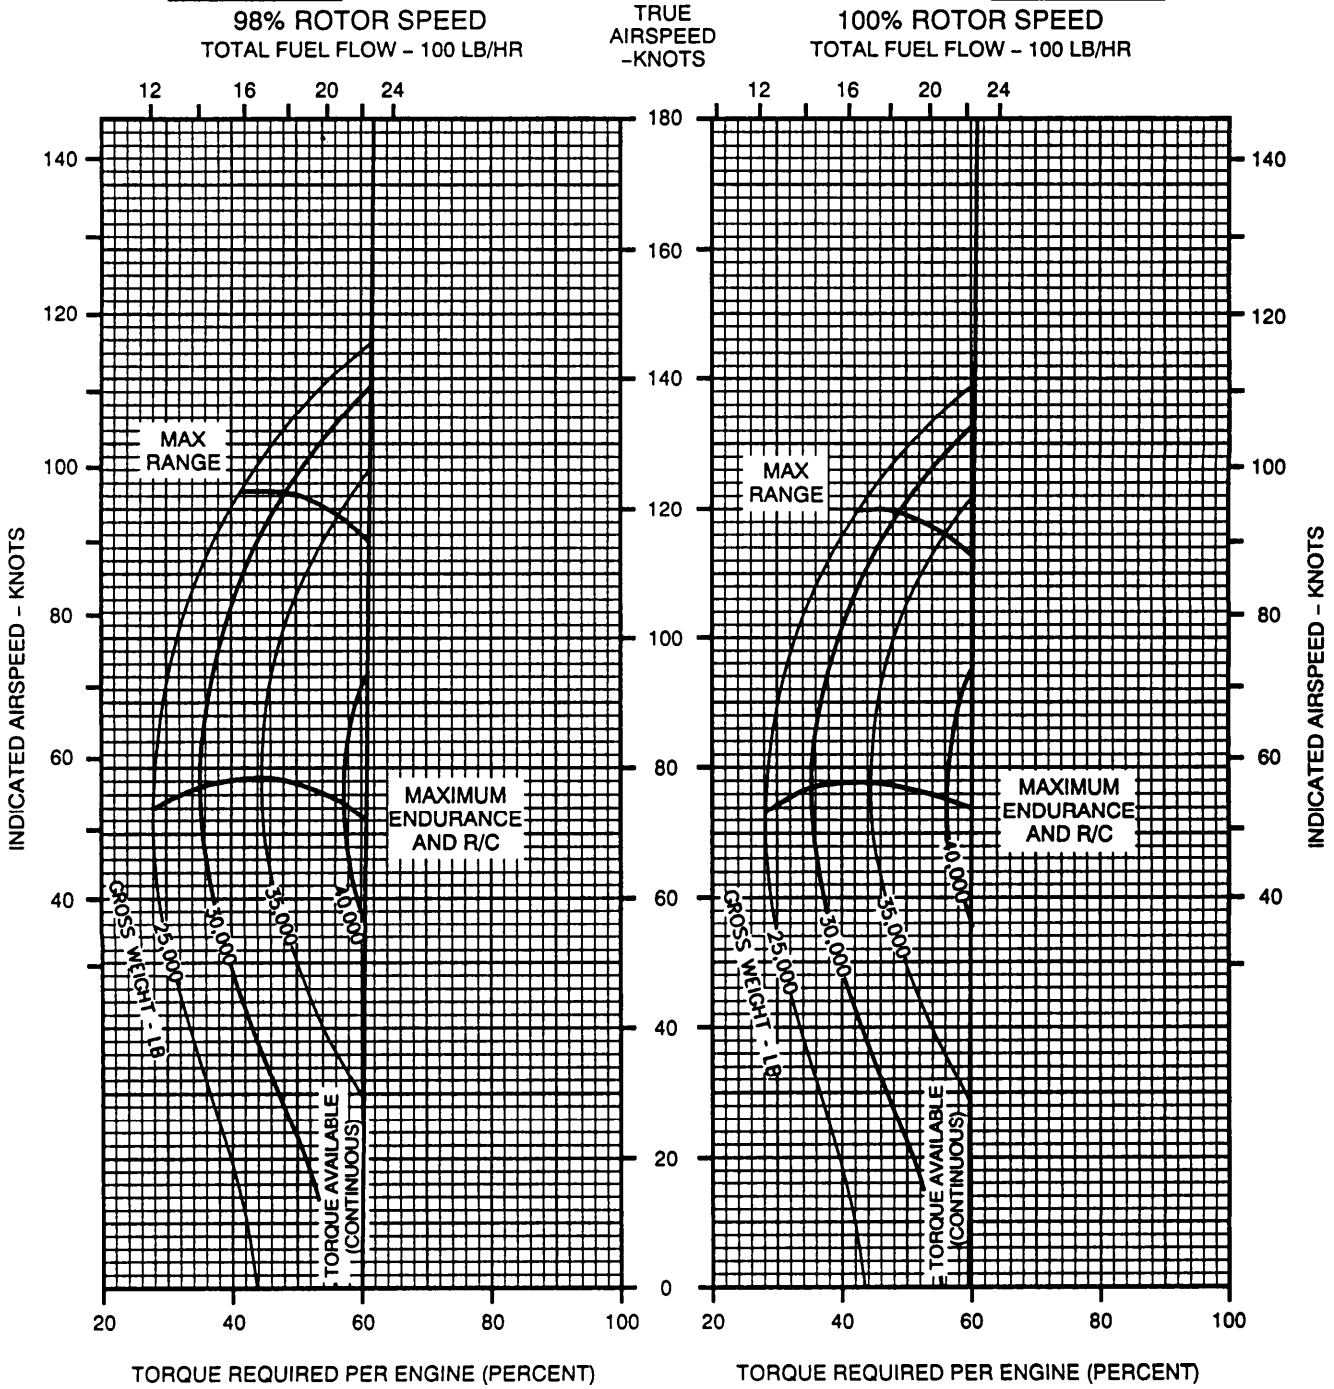 98% ROTOR SPEED
TOTAL FUEL FLOW – 100 LB/HR
TRUE
AIRSPEED
–KNOTS
100% ROTOR SPEED
TOTAL FUEL FLOW – 100 LB/HR
12 16 20 24
12 16 20 24
INDICATED AIRSPEED – KNOTS
140
120
100
80
60
40
MAX
RANGE
MAXIMUM
ENDURANCE
AND R/C
GROSS WEIGHT – LB
25,000
30,000
35,000
40,000
TORQUE AVAILABLE
(CONTINUOUS)
20 40 60 80 100
TORQUE REQUIRED PER ENGINE (PERCENT)
180
160
140
120
100
80
60
40
20
0
MAX
RANGE
MAXIMUM
ENDURANCE
AND R/C
GROSS WEIGHT – LB
25,000
30,000
35,000
40,000
TORQUE AVAILABLE
(CONTINUOUS)
20 40 60 80 100
TORQUE REQUIRED PER ENGINE (PERCENT)
140
120
100
80
60
40
INDICATED AIRSPEED – KNOTS